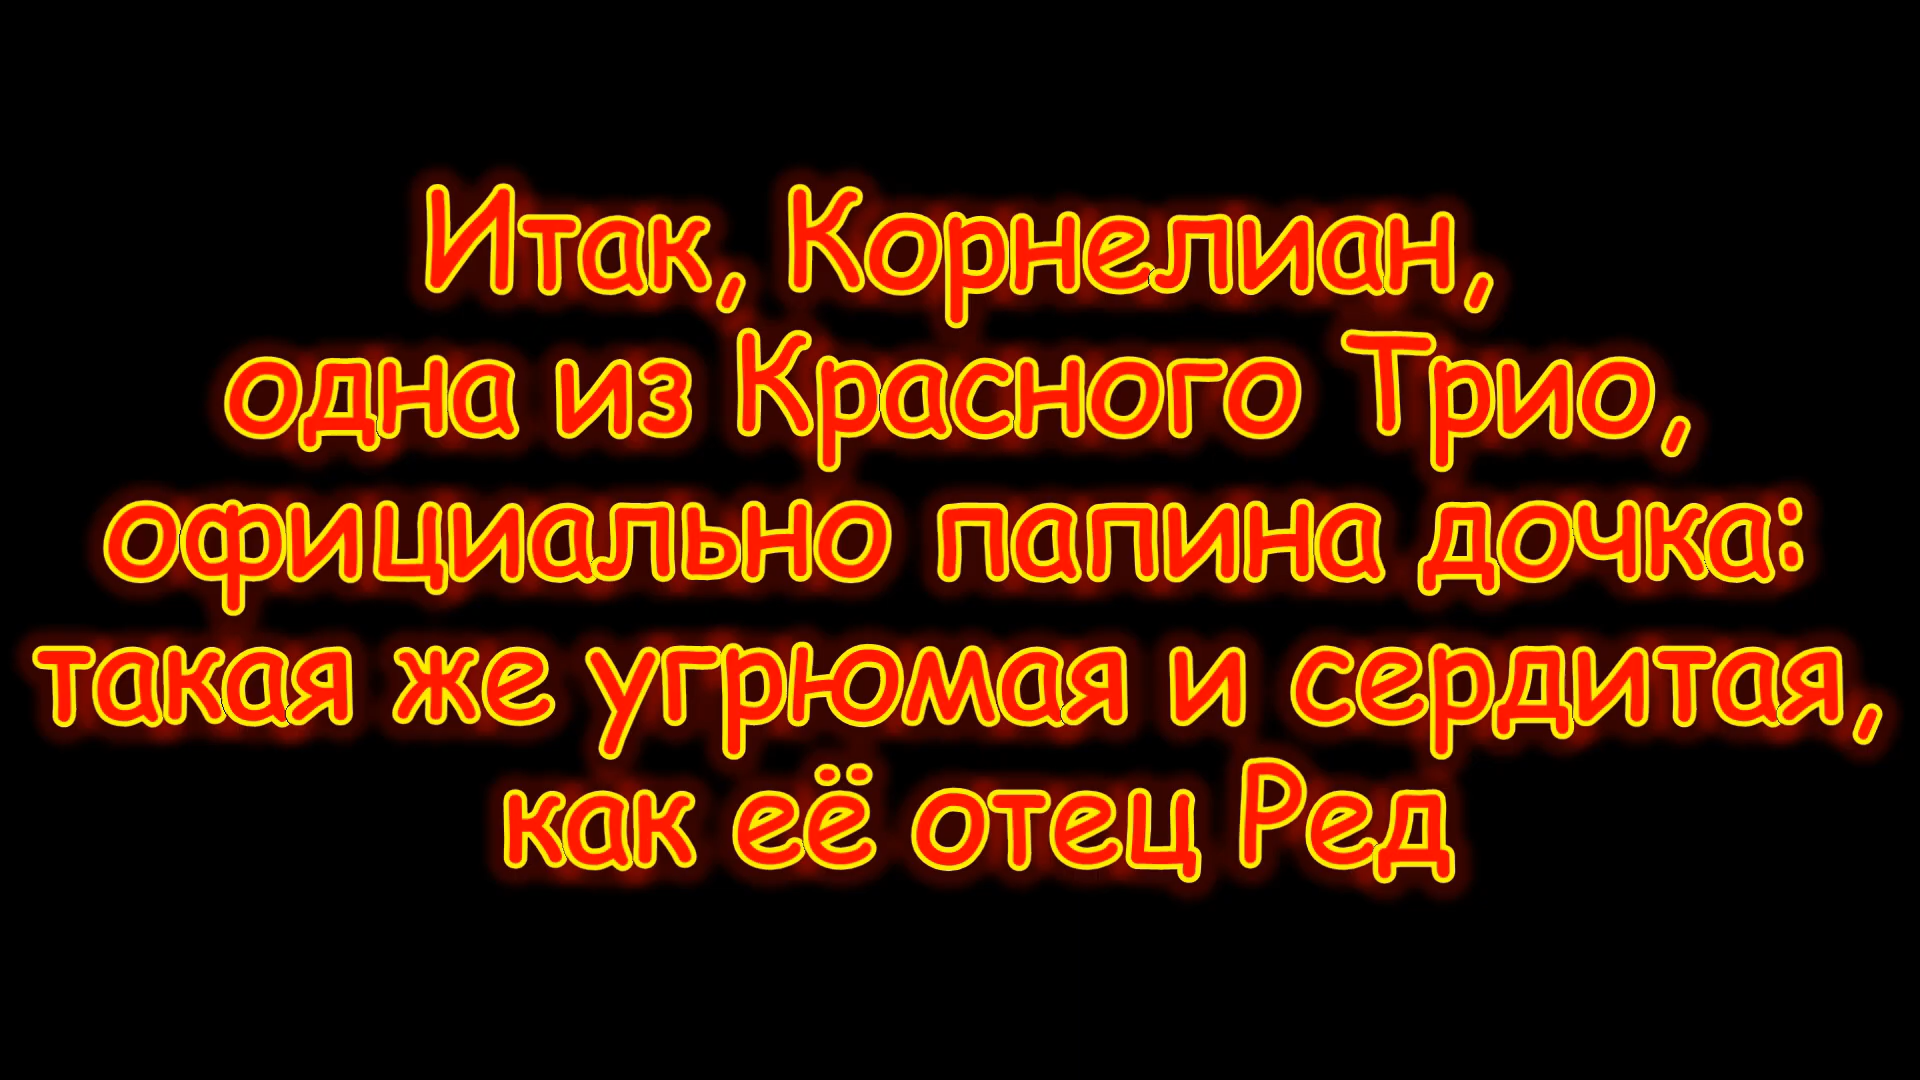 Итак, Корнелиан,
одна из Красного Трио,
официально папина дочка:
такая же угрюмая и сердитая,
как её отец Ред